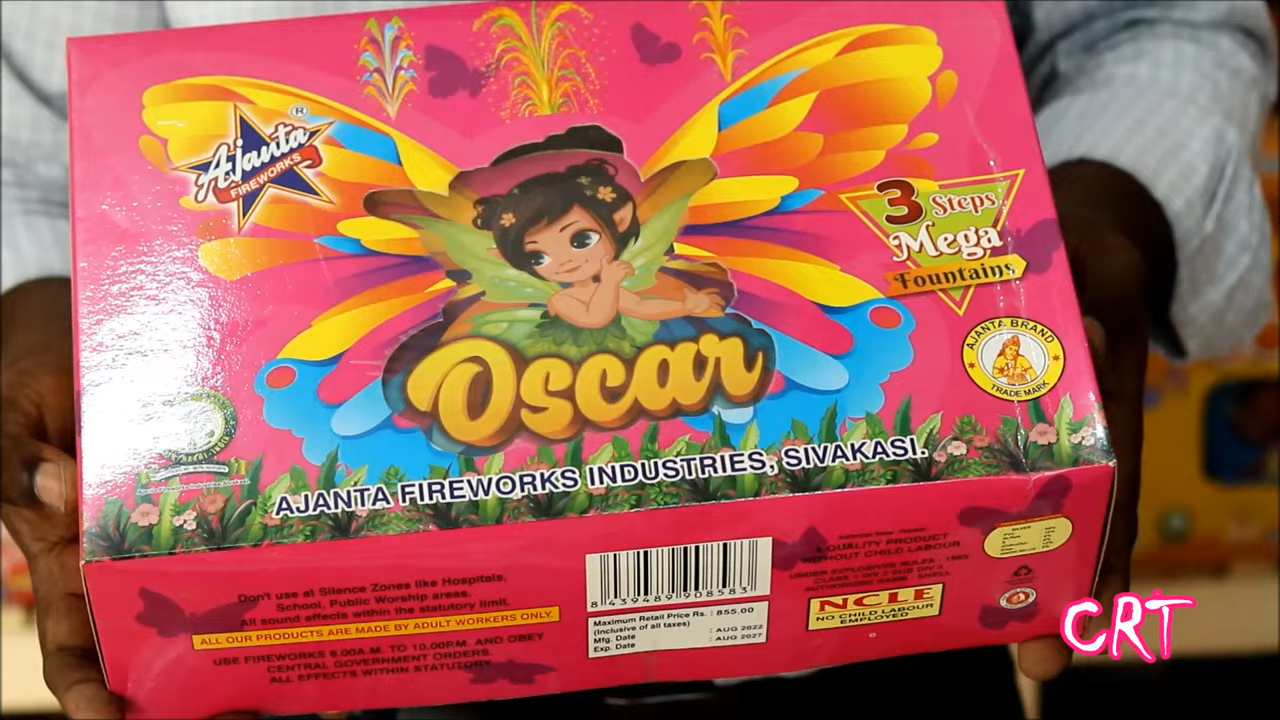 Ajanta
®
FIREWORKS
3 Steps
Mega
Fountains
AJANTA BRAND
TRADE MARK
Oscar
AJANTA FIREWORKS INDUSTRIES, SIVAKASI.
Don't use at Silence Zones like Hospitals,
School, Public Worship areas.
All sound effects within the statutory limit.
ALL OUR PRODUCTS ARE MADE BY ADULT WORKERS ONLY.
USE FIREWORKS 6.00A.M. TO 10.00P.M. AND OBEY
CENTRAL GOVERNMENT ORDERS.
ALL EFFECTS WITHIN STATUTORY
8 439489 908583
Maximum Retail Price Rs. : 855.00
(Inclusive of all taxes)
Mfg. Date : AUG 2022
Exp. Date : AUG 2027
A QUALITY PRODUCT
WITHOUT CHILD LABOUR
UNDER EXPLOSIVES RULES
NCLE
NO CHILD LABOUR
EMPLOYED
CRT